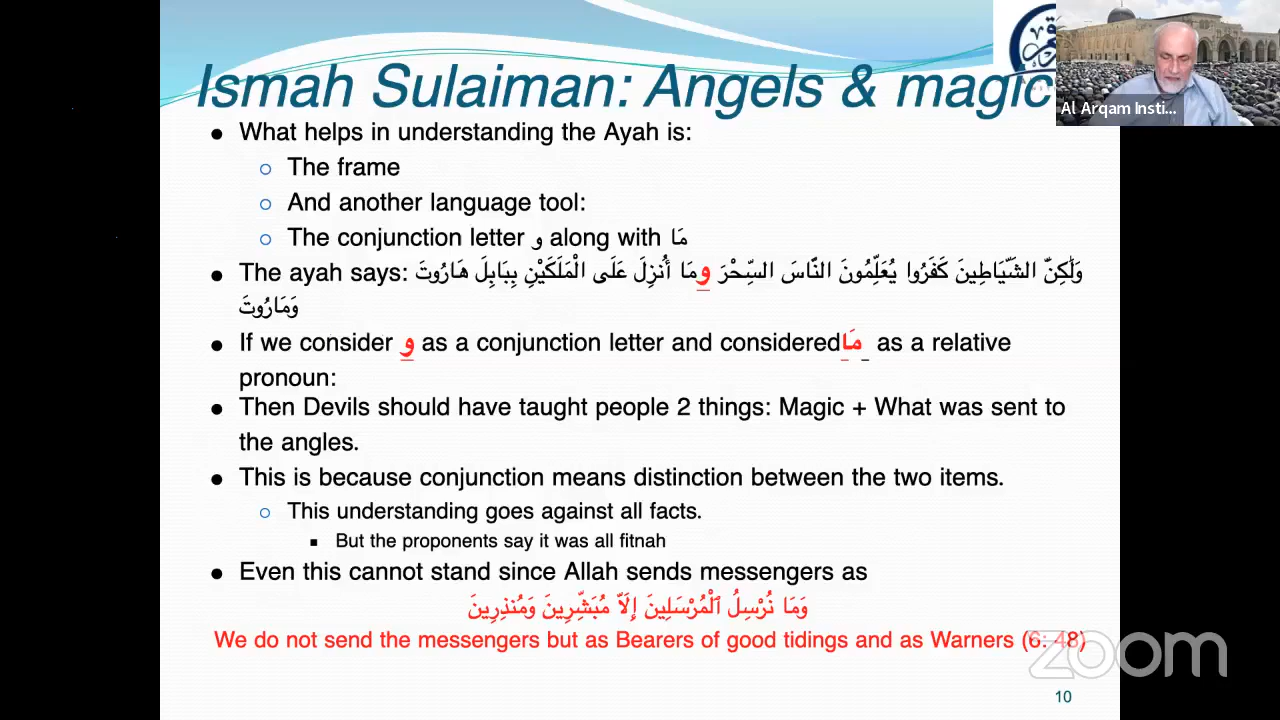 Ismah Sulaiman: Angels & magic
Al Arqam Insti...
• What helps in understanding the Ayah is:
○ The frame
○ And another language tool:
○ The conjunction letter و along with مَا
• The ayah says: وَلَٰكِنَّ الشَّيَاطِينَ كَفَرُوا يُعَلِّمُونَ النَّاسَ السِّحْرَ وَمَا أُنزِلَ عَلَى الْمَلَكَيْنِ بِبَابِلَ هَارُوتَ
وَمَارُوتَ
• If we consider و as a conjunction letter and considered مَا as a relative
pronoun:
• Then Devils should have taught people 2 things: Magic + What was sent to
the angles.
• This is because conjunction means distinction between the two items.
○ This understanding goes against all facts.
▪ But the proponents say it was all fitnah
• Even this cannot stand since Allah sends messengers as
وَمَا نُرْسِلُ الْمُرْسَلِينَ إِلَّا مُبَشِّرِينَ وَمُنذِرِينَ
We do not send the messengers but as Bearers of good tidings and as Warners (6: 48)
zoom
10